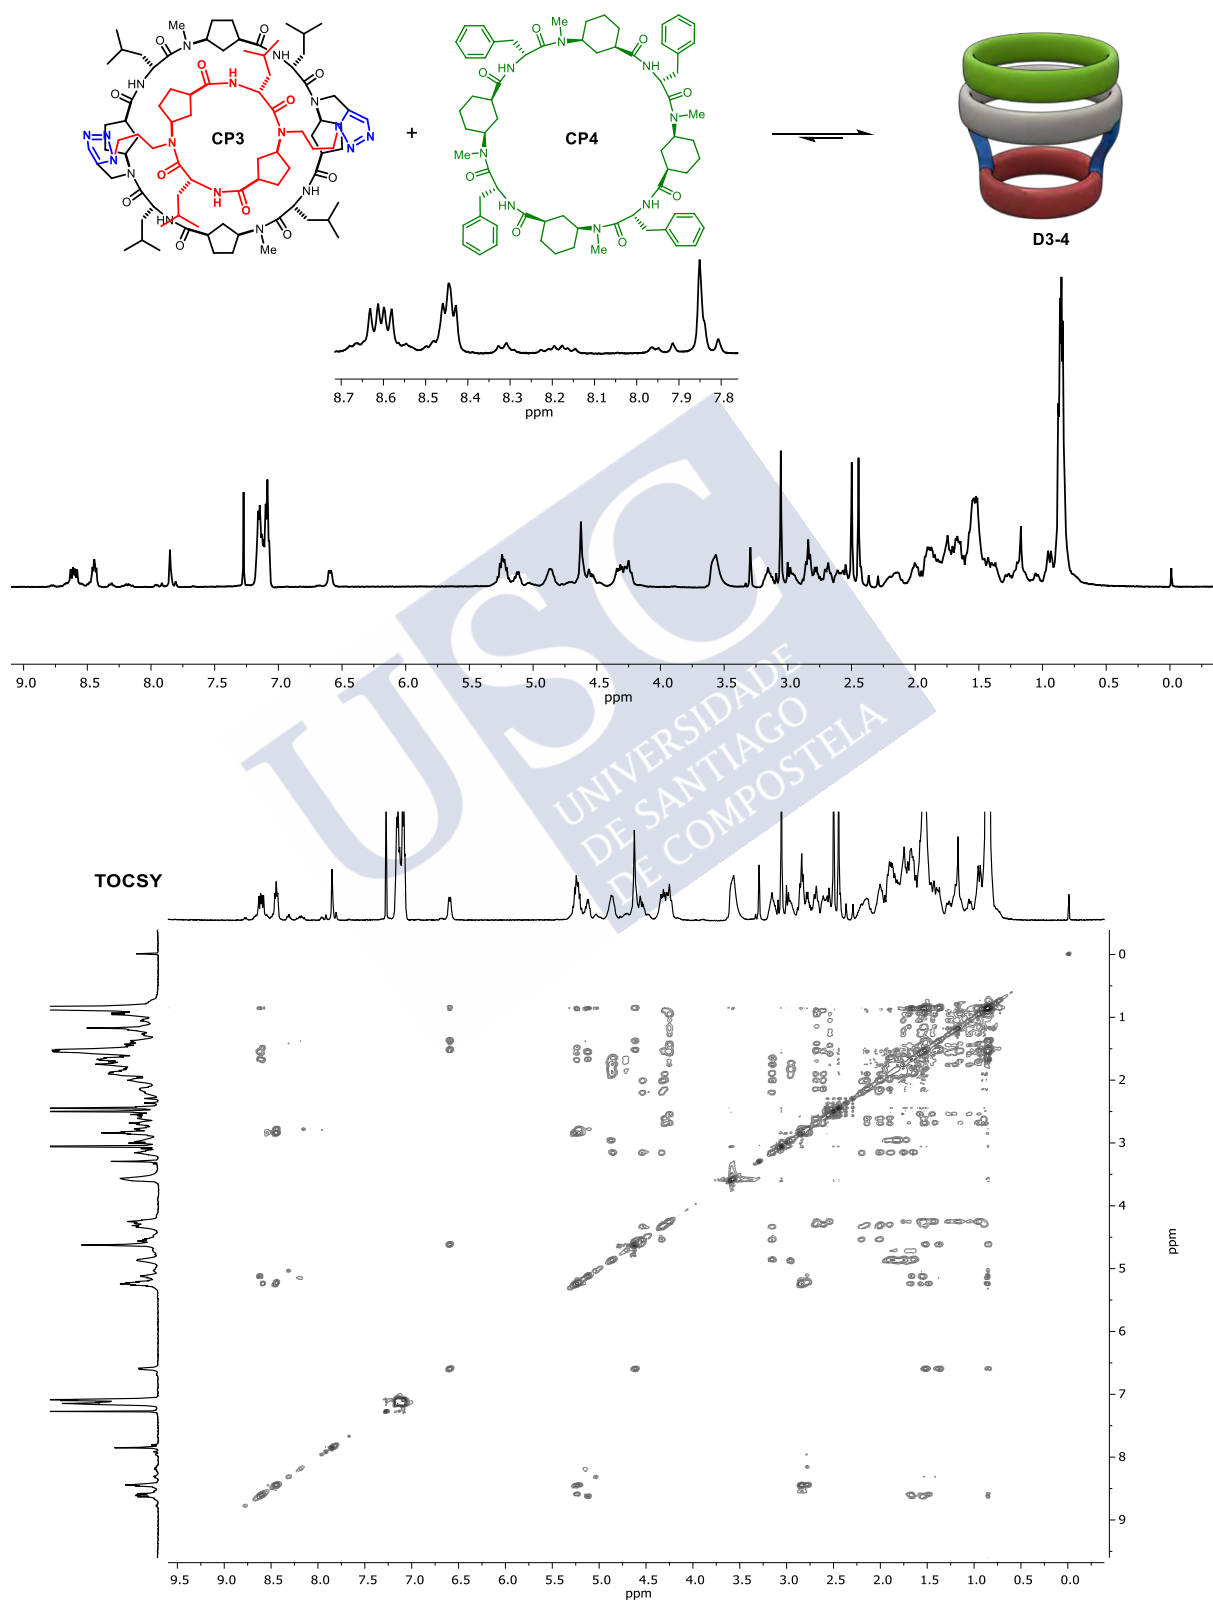 Me
O
O
N
NH
HN
H
N
O
O
N
N
CP3
N
N=N
N
N
N
N
N
O
O
N
H
O
NH
HN
O
N
Me
O
+
Me
O
N
O
HN
NH
O
O
N
Me
CP4
Me
N
O
O
NH
HN
O
N
Me
O
D3-4
8.7 8.6 8.5 8.4 8.3 8.2 8.1 8.0 7.9 7.8
ppm
9.0 8.5 8.0 7.5 7.0 6.5 6.0 5.5 5.0 4.5 4.0 3.5 3.0 2.5 2.0 1.5 1.0 0.5 0.0
ppm
USC
UNIVERSIDADE
DE SANTIAGO
DE COMPOSTELA
TOCSY
0
1
2
3
4
5
6
7
8
9
ppm
9.5 9.0 8.5 8.0 7.5 7.0 6.5 6.0 5.5 5.0 4.5 4.0 3.5 3.0 2.5 2.0 1.5 1.0 0.5 0.0
ppm